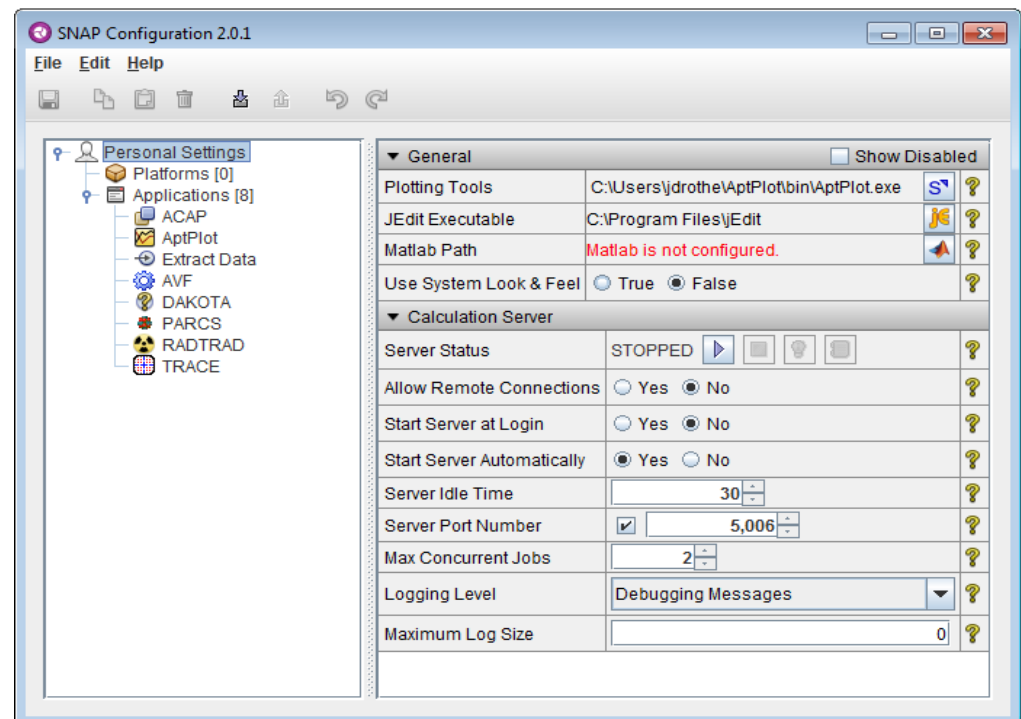 SNAP Configuration 2.0.1
File Edit Help
Personal Settings
Platforms [0]
Applications [8]
ACAP
AptPlot
Extract Data
AVF
DAKOTA
PARCS
RADTRAD
TRACE
General Show Disabled
Plotting Tools C:\Users\jdrothe\AptPlot\bin\AptPlot.exe
JEdit Executable C:\Program Files\jEdit
Matlab Path Matlab is not configured.
Use System Look & Feel True False
Calculation Server
Server Status STOPPED
Allow Remote Connections Yes No
Start Server at Login Yes No
Start Server Automatically Yes No
Server Idle Time 30
Server Port Number 5,006
Max Concurrent Jobs 2
Logging Level Debugging Messages
Maximum Log Size 0